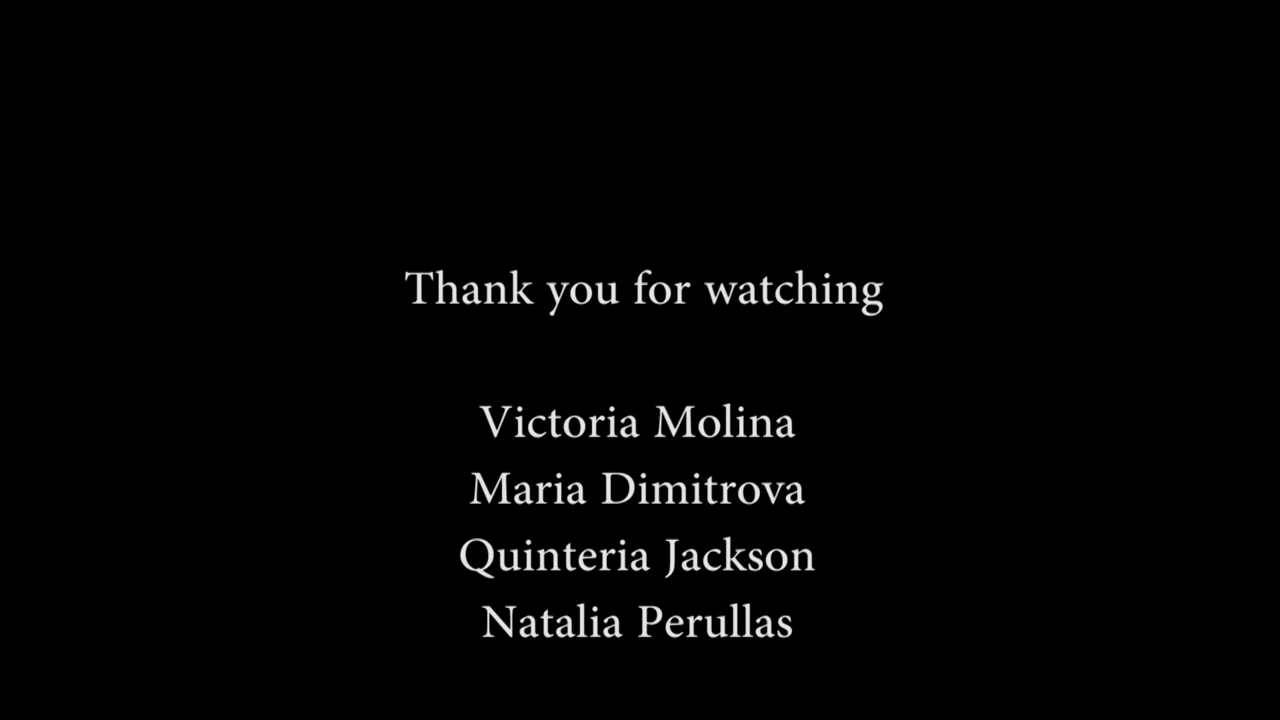 Thank you for watching
Victoria Molina
Maria Dimitrova
Quinteria Jackson
Natalia Perullas